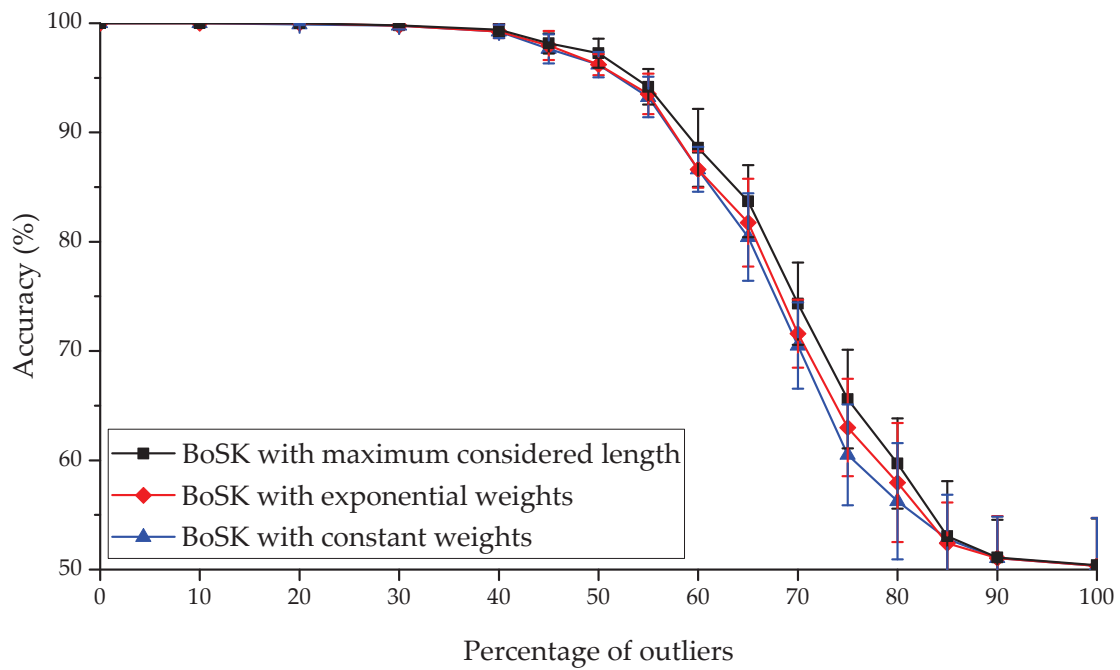 100
90
80
70
60
50
Accuracy (%)
BoSK with maximum considered length
BoSK with exponential weights
BoSK with constant weights
0 10 20 30 40 50 60 70 80 90 100
Percentage of outliers